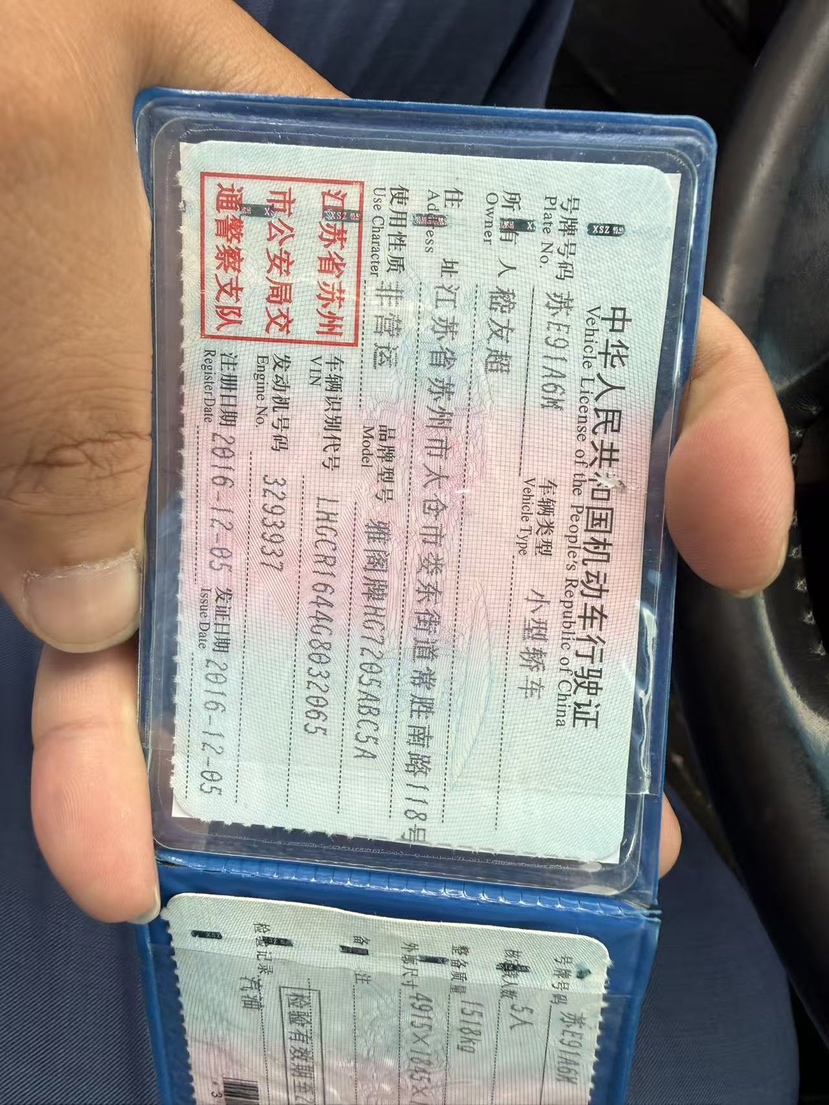 中华人民共和国机动车行驶证
Vehicle License of the People's Republic of China
号牌号码 苏E91A6M 车辆类型 小型轿车
Plate No. Vehicle Type
所有人 嵇友超
Owner
住 址 江苏省苏州市太仓市娄东街道常胜南路118号
Address
使用性质 非营运 品牌型号 雅阁牌HG7205ABC5A
Use Character Model
江苏省苏州
市公安局交
通警察支队
车辆识别代号 LHGCR1644G8032065
VIN
发动机号码 3293937
Engine No.
注册日期 2016-12-05 发证日期 2016-12-05
Register Date Issue Date
号牌号码 苏E91A6M
核定载人数 5人
整备质量 1518kg
外廓尺寸 4975×1845×
备 注
检验有效期至2
检验记录 汽油